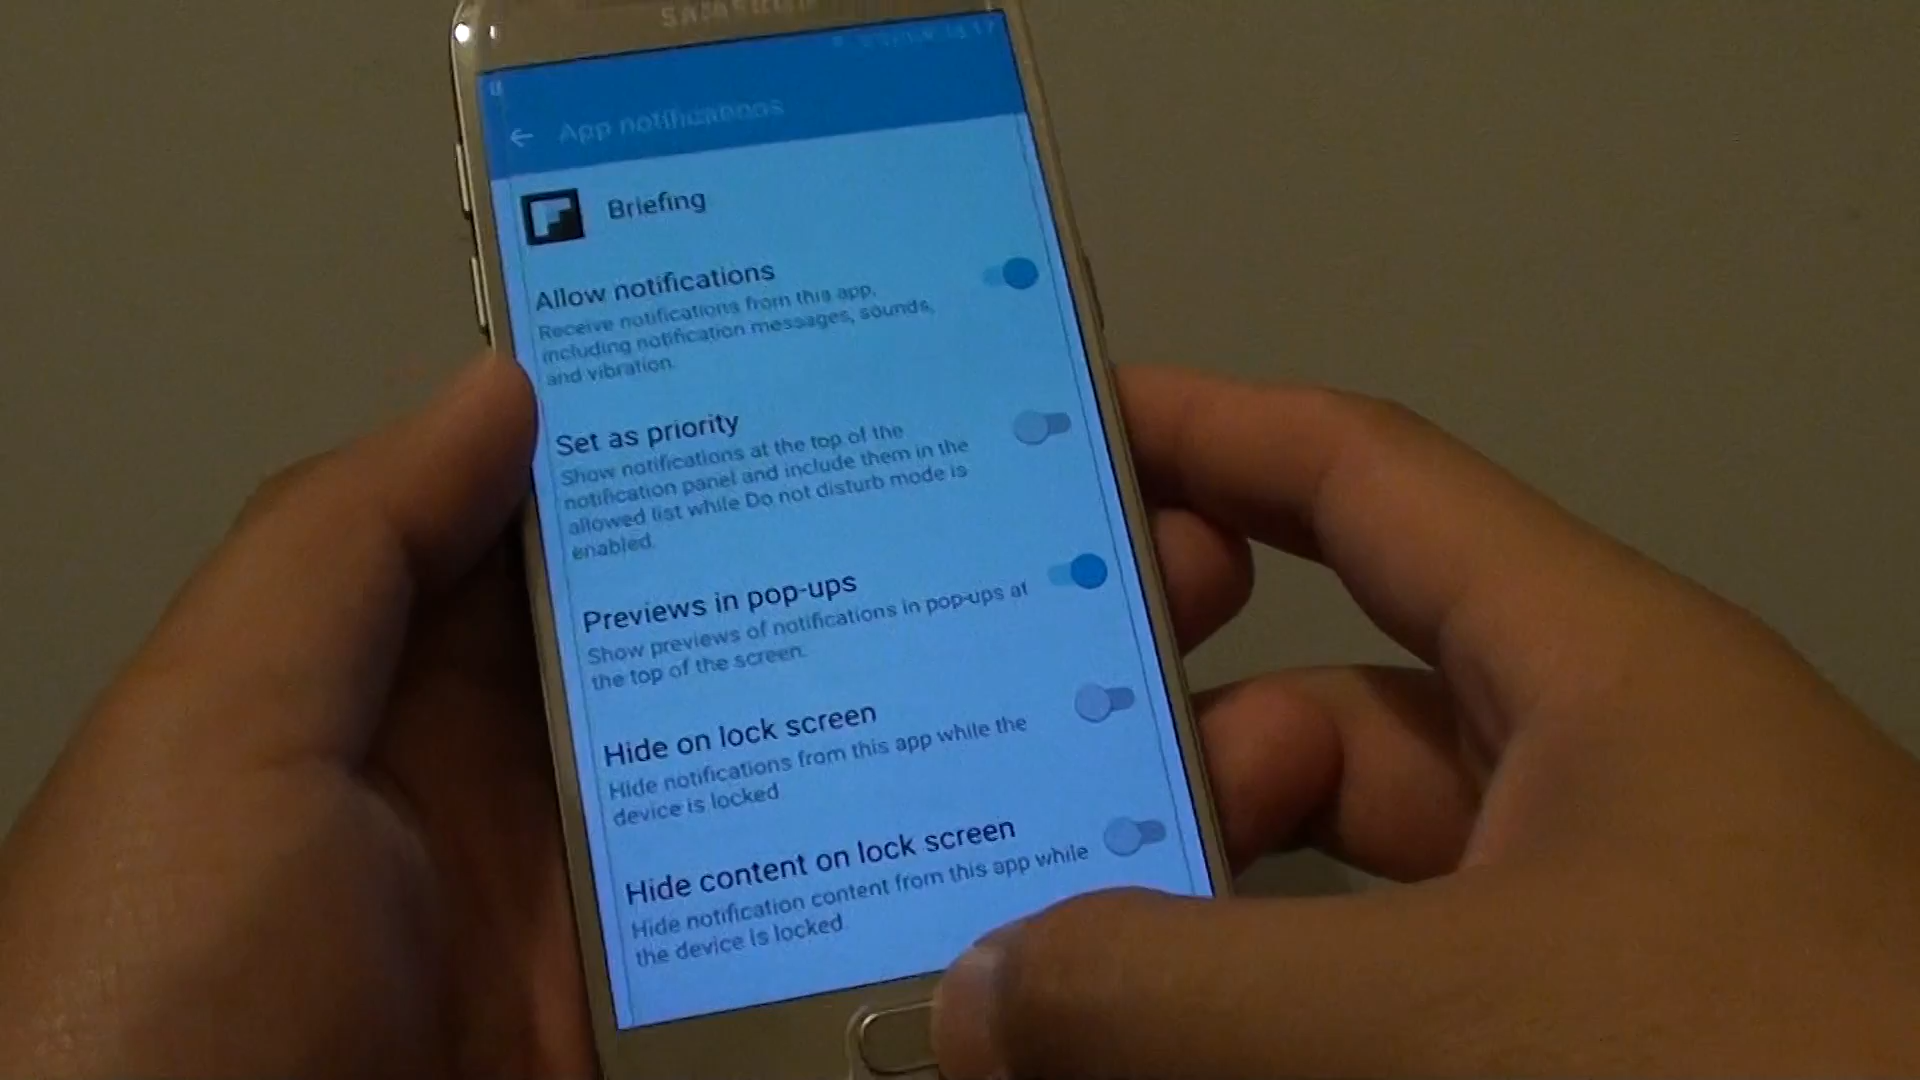 SAMSUNG
App notifications
Briefing
Allow notifications
Receive notifications from this app,
including notification messages, sounds,
and vibration.
Set as priority
Show notifications at the top of the
notification panel and include them in the
allowed list while Do not disturb mode is
enabled.
Previews in pop-ups
Show previews of notifications in pop-ups at
the top of the screen.
Hide on lock screen
Hide notifications from this app while the
device is locked
Hide content on lock screen
Hide notification content from this app while
the device is locked